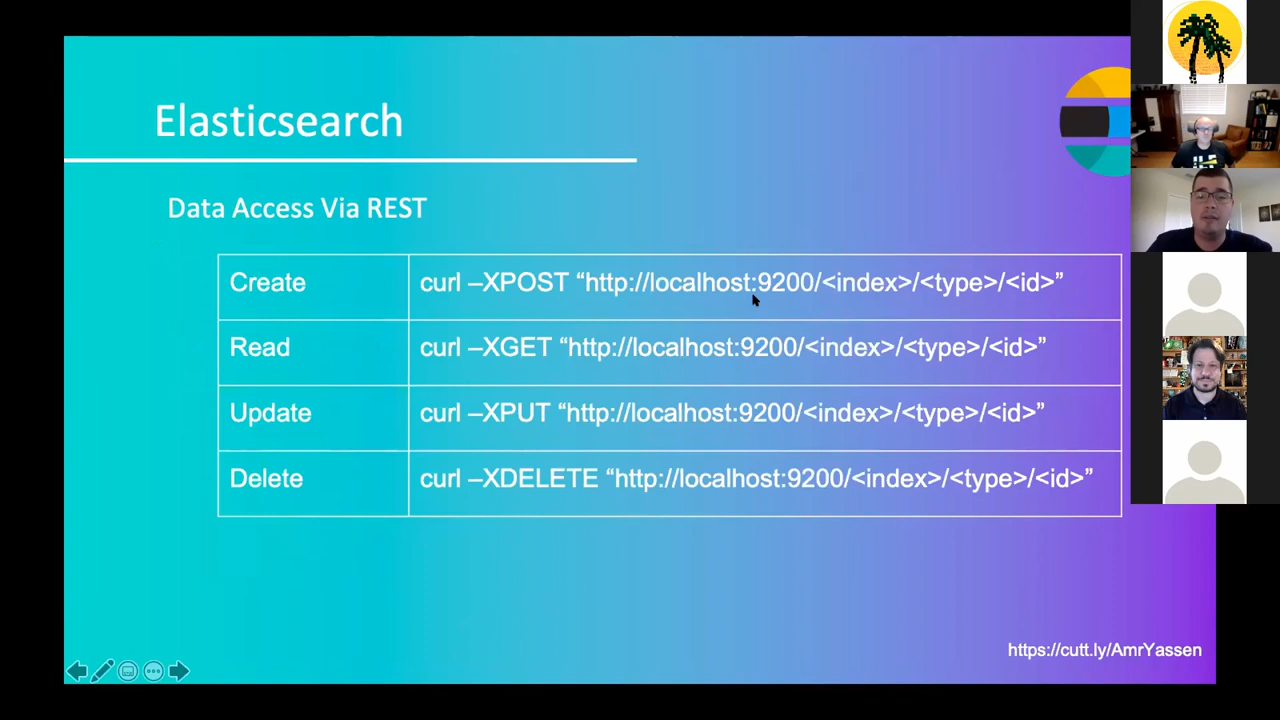 Elasticsearch
Data Access Via REST
Create curl –XPOST “http://localhost:9200/<index>/<type>/<id>”
Read curl –XGET “http://localhost:9200/<index>/<type>/<id>”
Update curl –XPUT “http://localhost:9200/<index>/<type>/<id>”
Delete curl –XDELETE “http://localhost:9200/<index>/<type>/<id>”
https://cutt.ly/AmrYassen